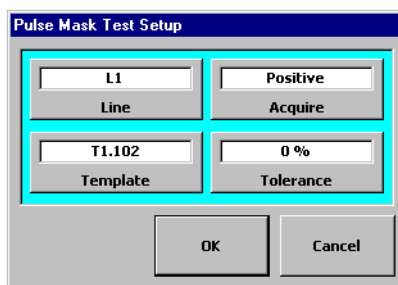 Pulse Mask Test Setup
L1
Positive
Line
Acquire
T1.102
0 %
Template
Tolerance
OK
Cancel